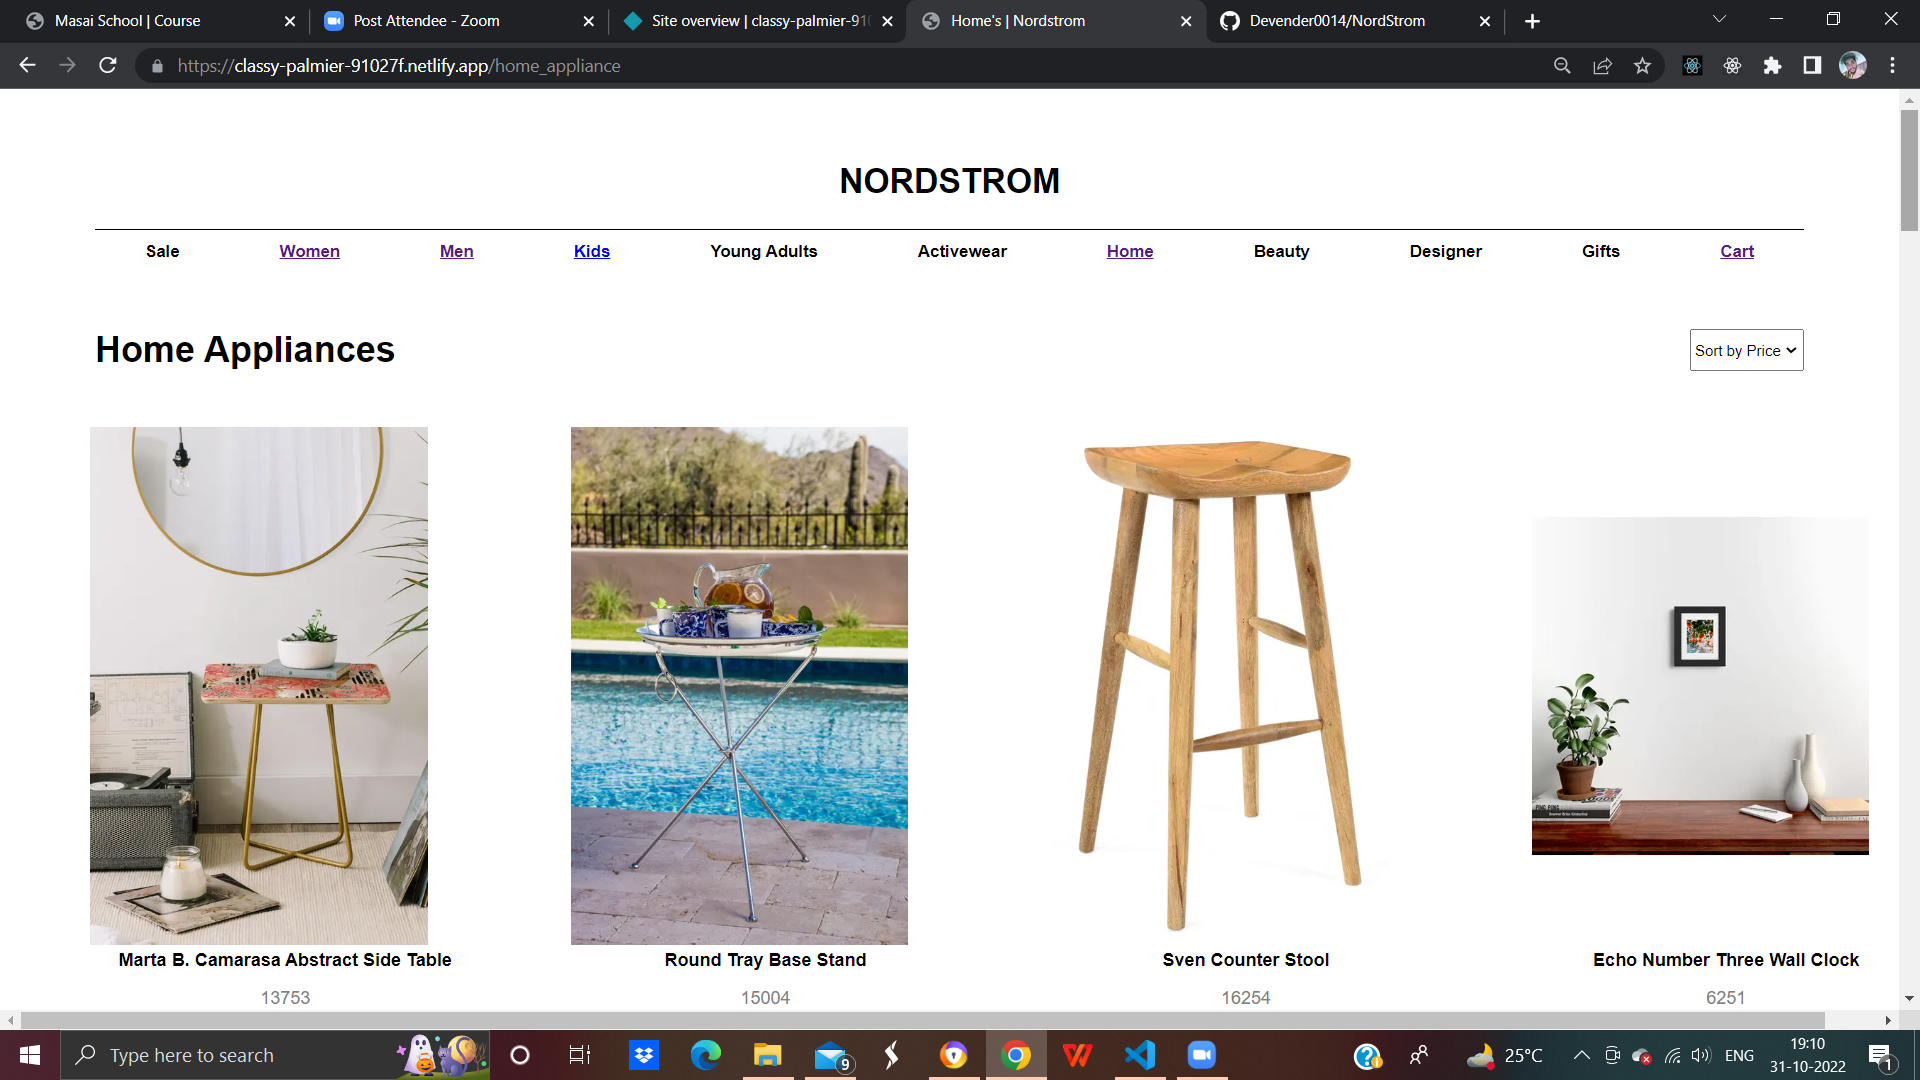 Masai School | Course
Post Attendee - Zoom
Site overview | classy-palmier-910
Home's | Nordstrom
Devender0014/NordStrom
https://classy-palmier-91027f.netlify.app/home_appliance
NORDSTROM
Sale Women Men Kids Young Adults Activewear Home Beauty Designer Gifts Cart
Home Appliances
Sort by Price
Marta B. Camarasa Abstract Side Table
Round Tray Base Stand
Sven Counter Stool
Echo Number Three Wall Clock
13753
15004
16254
6251
Type here to search
9
25°C
ENG
19:10
31-10-2022
1